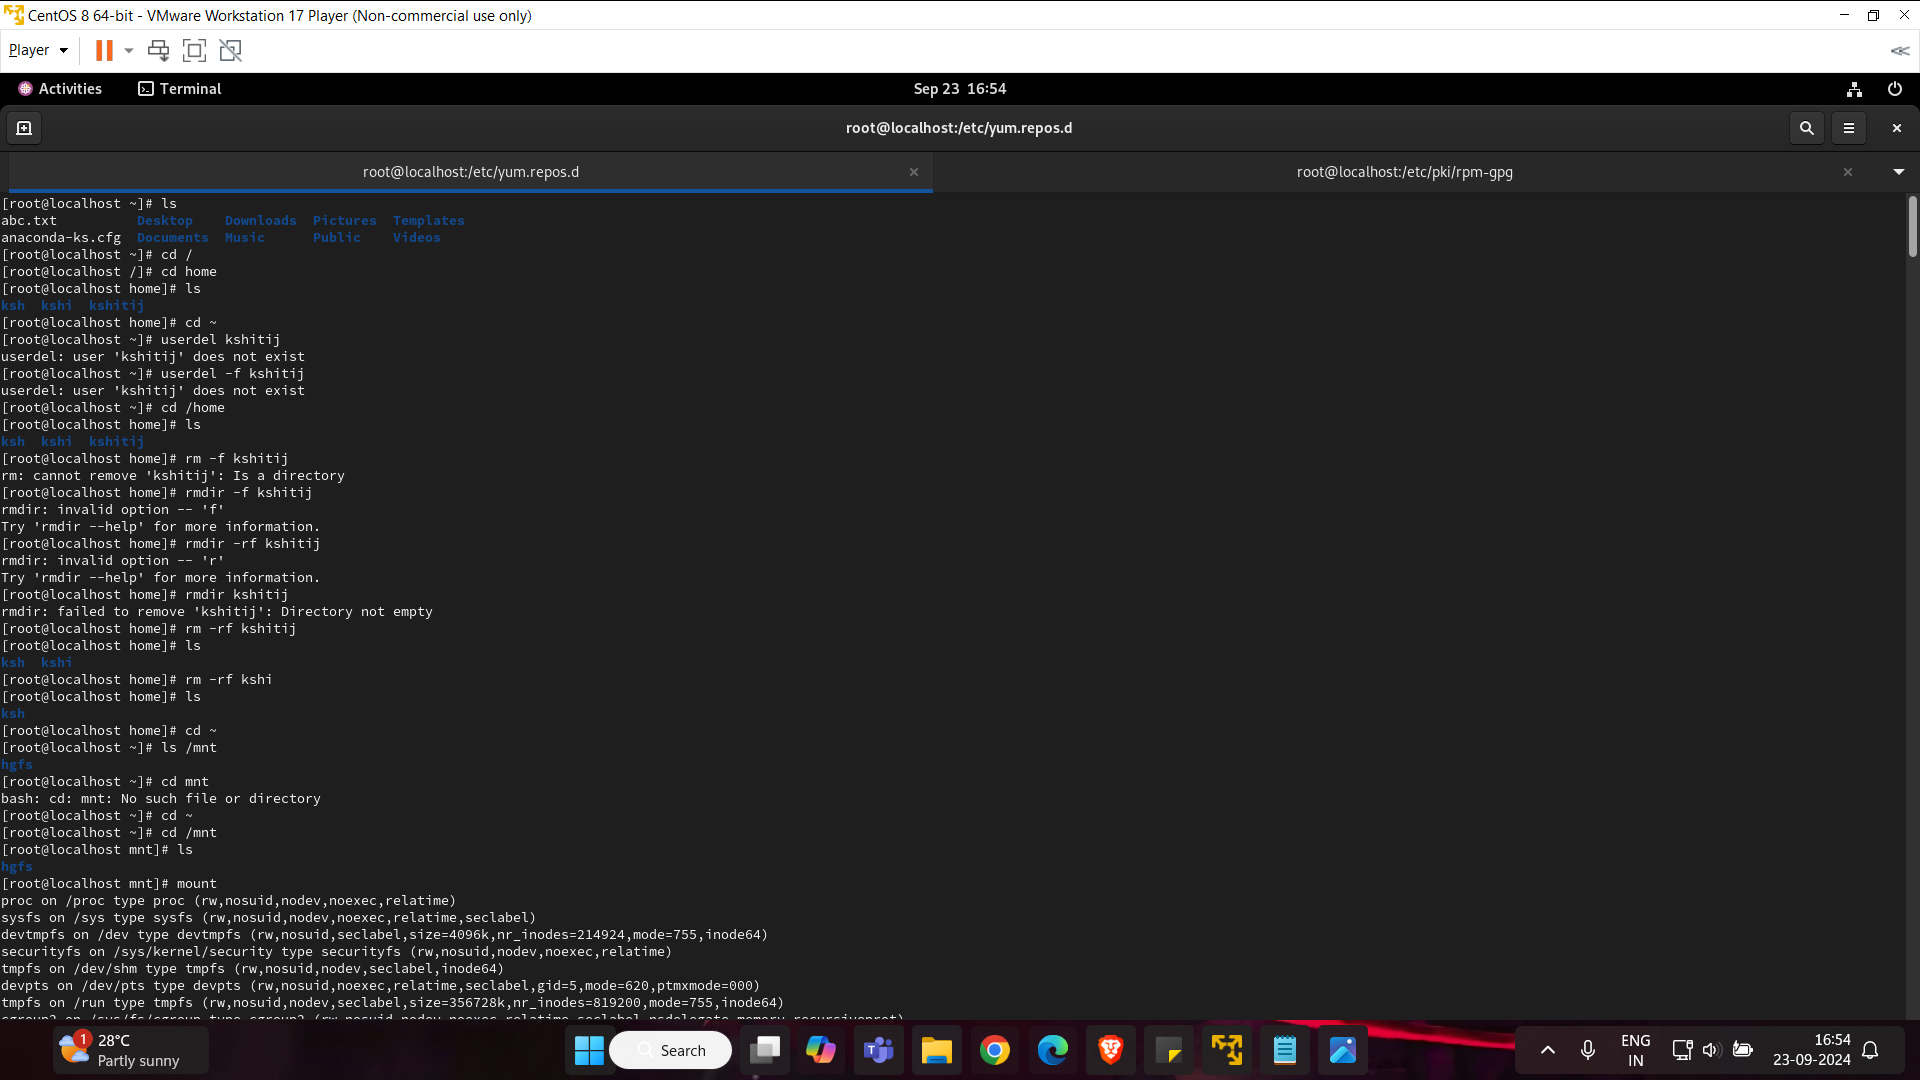 CentOS 8 64-bit - VMware Workstation 17 Player (Non-commercial use only)
Player
Activities Terminal Sep 23 16:54
root@localhost:/etc/yum.repos.d
root@localhost:/etc/yum.repos.d root@localhost:/etc/pki/rpm-gpg
[root@localhost ~]# ls
abc.txt Desktop Downloads Pictures Templates
anaconda-ks.cfg Documents Music Public Videos
[root@localhost ~]# cd /
[root@localhost /]# cd home
[root@localhost home]# ls
ksh kshi kshitij
[root@localhost home]# cd ~
[root@localhost ~]# userdel kshitij
userdel: user 'kshitij' does not exist
[root@localhost ~]# userdel -f kshitij
userdel: user 'kshitij' does not exist
[root@localhost ~]# cd /home
[root@localhost home]# ls
ksh kshi kshitij
[root@localhost home]# rm -f kshitij
rm: cannot remove 'kshitij': Is a directory
[root@localhost home]# rmdir -f kshitij
rmdir: invalid option -- 'f'
Try 'rmdir --help' for more information.
[root@localhost home]# rmdir -rf kshitij
rmdir: invalid option -- 'r'
Try 'rmdir --help' for more information.
[root@localhost home]# rmdir kshitij
rmdir: failed to remove 'kshitij': Directory not empty
[root@localhost home]# rm -rf kshitij
[root@localhost home]# ls
ksh kshi
[root@localhost home]# rm -rf kshi
[root@localhost home]# ls
ksh
[root@localhost home]# cd ~
[root@localhost ~]# ls /mnt
hgfs
[root@localhost ~]# cd mnt
bash: cd: mnt: No such file or directory
[root@localhost ~]# cd ~
[root@localhost ~]# cd /mnt
[root@localhost mnt]# ls
hgfs
[root@localhost mnt]# mount
proc on /proc type proc (rw,nosuid,nodev,noexec,relatime)
sysfs on /sys type sysfs (rw,nosuid,nodev,noexec,relatime,seclabel)
devtmpfs on /dev type devtmpfs (rw,nosuid,seclabel,size=4096k,nr_inodes=214924,mode=755,inode64)
securityfs on /sys/kernel/security type securityfs (rw,nosuid,nodev,noexec,relatime)
tmpfs on /dev/shm type tmpfs (rw,nosuid,nodev,seclabel,inode64)
devpts on /dev/pts type devpts (rw,nosuid,noexec,relatime,seclabel,gid=5,mode=620,ptmxmode=000)
tmpfs on /run type tmpfs (rw,nosuid,nodev,seclabel,size=356728k,nr_inodes=819200,mode=755,inode64)
cgroup2 on /sys/fs/cgroup type cgroup2 (rw,nosuid,nodev,noexec,relatime,seclabel,nsdelegate,memory_recursiveprot)
1
28°C
Partly sunny
Search
ENG
IN
16:54
23-09-2024